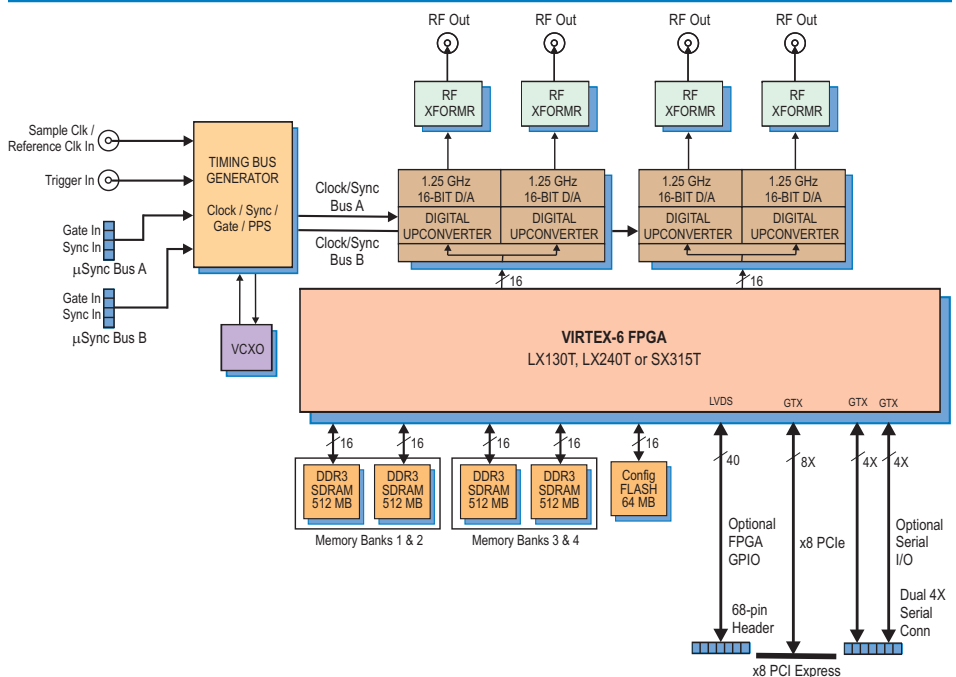 RF Out
RF Out
RF Out
RF Out
RF
XFORMR
RF
XFORMR
RF
XFORMR
RF
XFORMR
Sample Clk /
Reference Clk In
Trigger In
Gate In
Sync In
µSync Bus A
Gate In
Sync In
µSync Bus B
TIMING BUS
GENERATOR
Clock / Sync /
Gate / PPS
VCXO
Clock/Sync
Bus A
Clock/Sync
Bus B
1.25 GHz
16-BIT D/A
DIGITAL
UPCONVERTER
1.25 GHz
16-BIT D/A
DIGITAL
UPCONVERTER
1.25 GHz
16-BIT D/A
DIGITAL
UPCONVERTER
1.25 GHz
16-BIT D/A
DIGITAL
UPCONVERTER
16
16
VIRTEX-6 FPGA
LX130T, LX240T or SX315T
LVDS
GTX
GTX
GTX
16
16
16
16
16
40
8X
4X
4X
DDR3
SDRAM
512 MB
DDR3
SDRAM
512 MB
DDR3
SDRAM
512 MB
DDR3
SDRAM
512 MB
Config
FLASH
64 MB
Memory Banks 1 & 2
Memory Banks 3 & 4
Optional
FPGA
GPIO
x8 PCIe
Optional
Serial
I/O
68-pin
Header
Dual 4X
Serial
Conn
x8 PCI Express